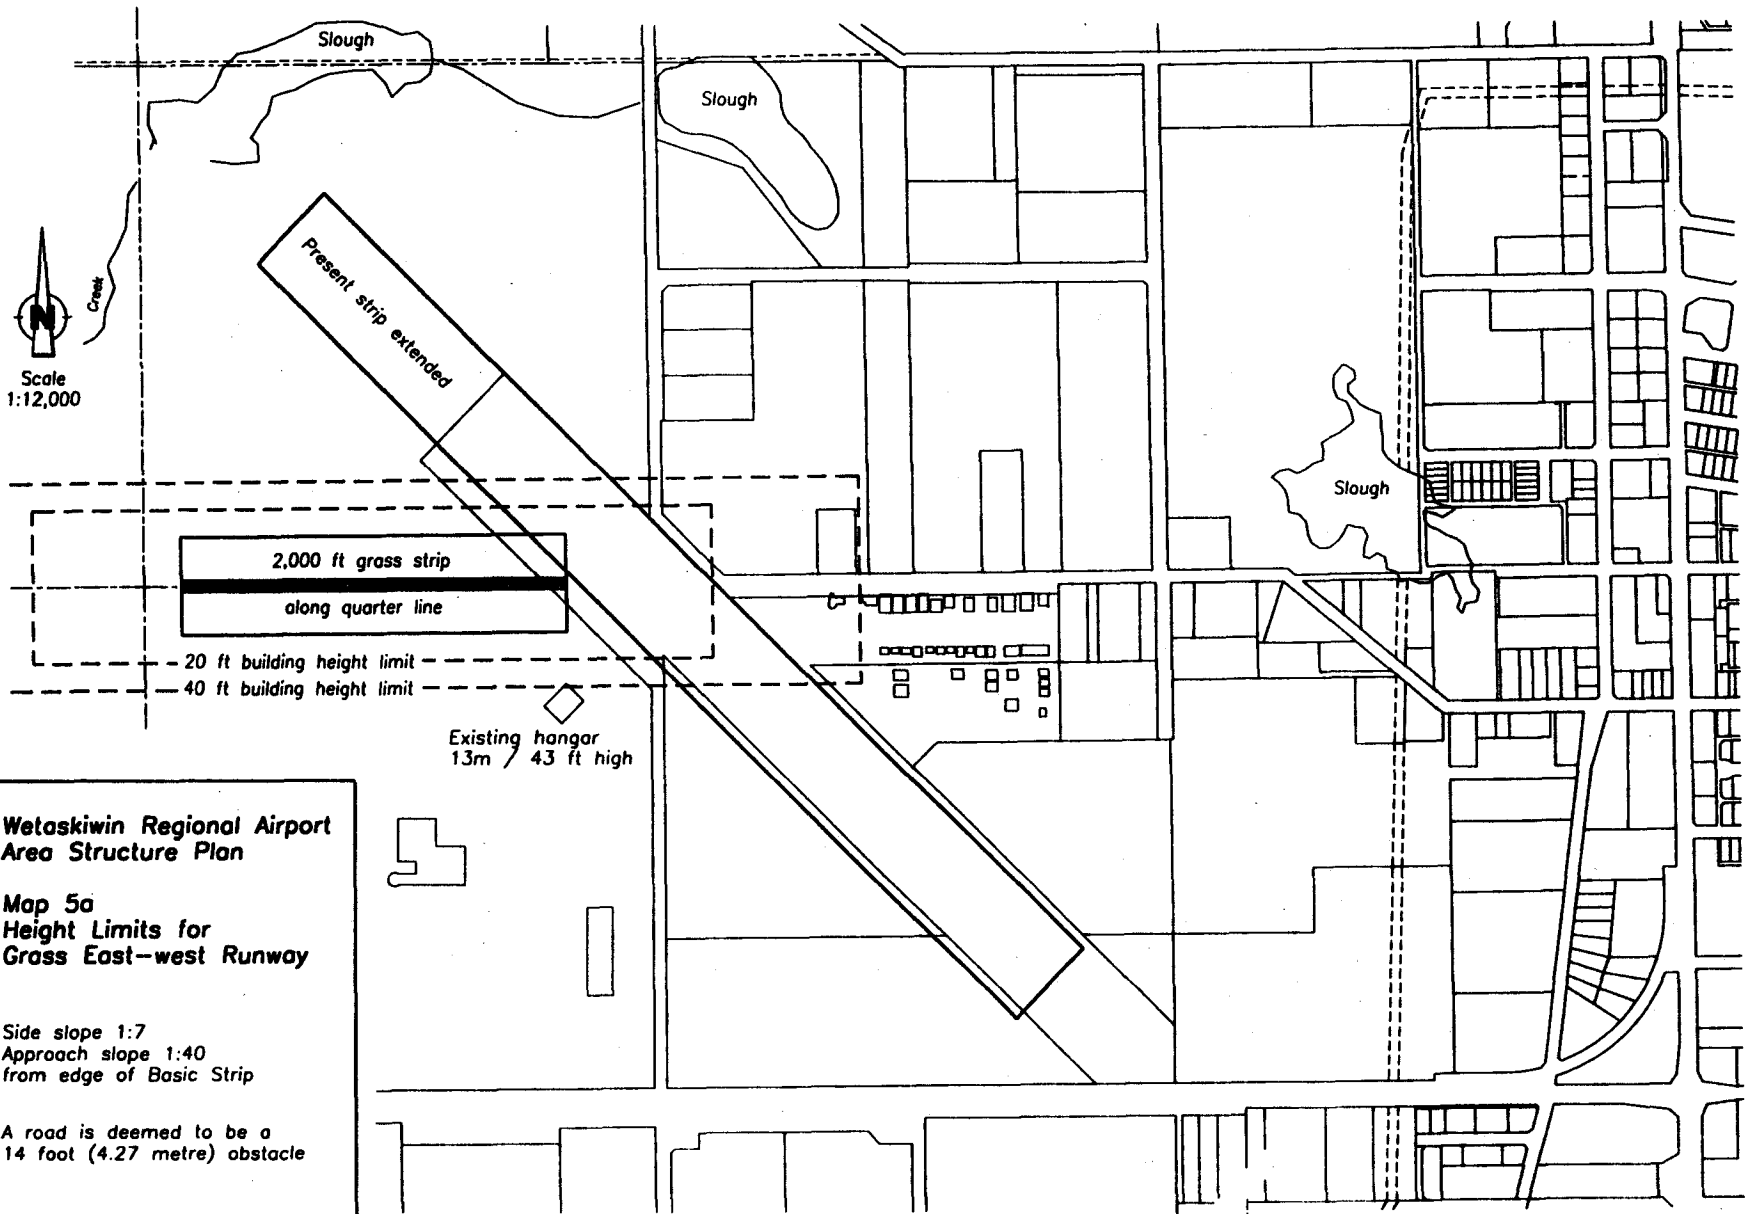 Slough
Slough
Present strip extended
Creek
N
Scale
1:12,000
Slough
2,000 ft grass strip
along quarter line
20 ft building height limit
40 ft building height limit
Existing hangar
13m / 43 ft high
Wetaskiwin Regional Airport
Area Structure Plan
Map 5a
Height Limits for
Grass East-west Runway
Side slope 1:7
Approach slope 1:40
from edge of Basic Strip
A road is deemed to be a
14 foot (4.27 metre) obstacle